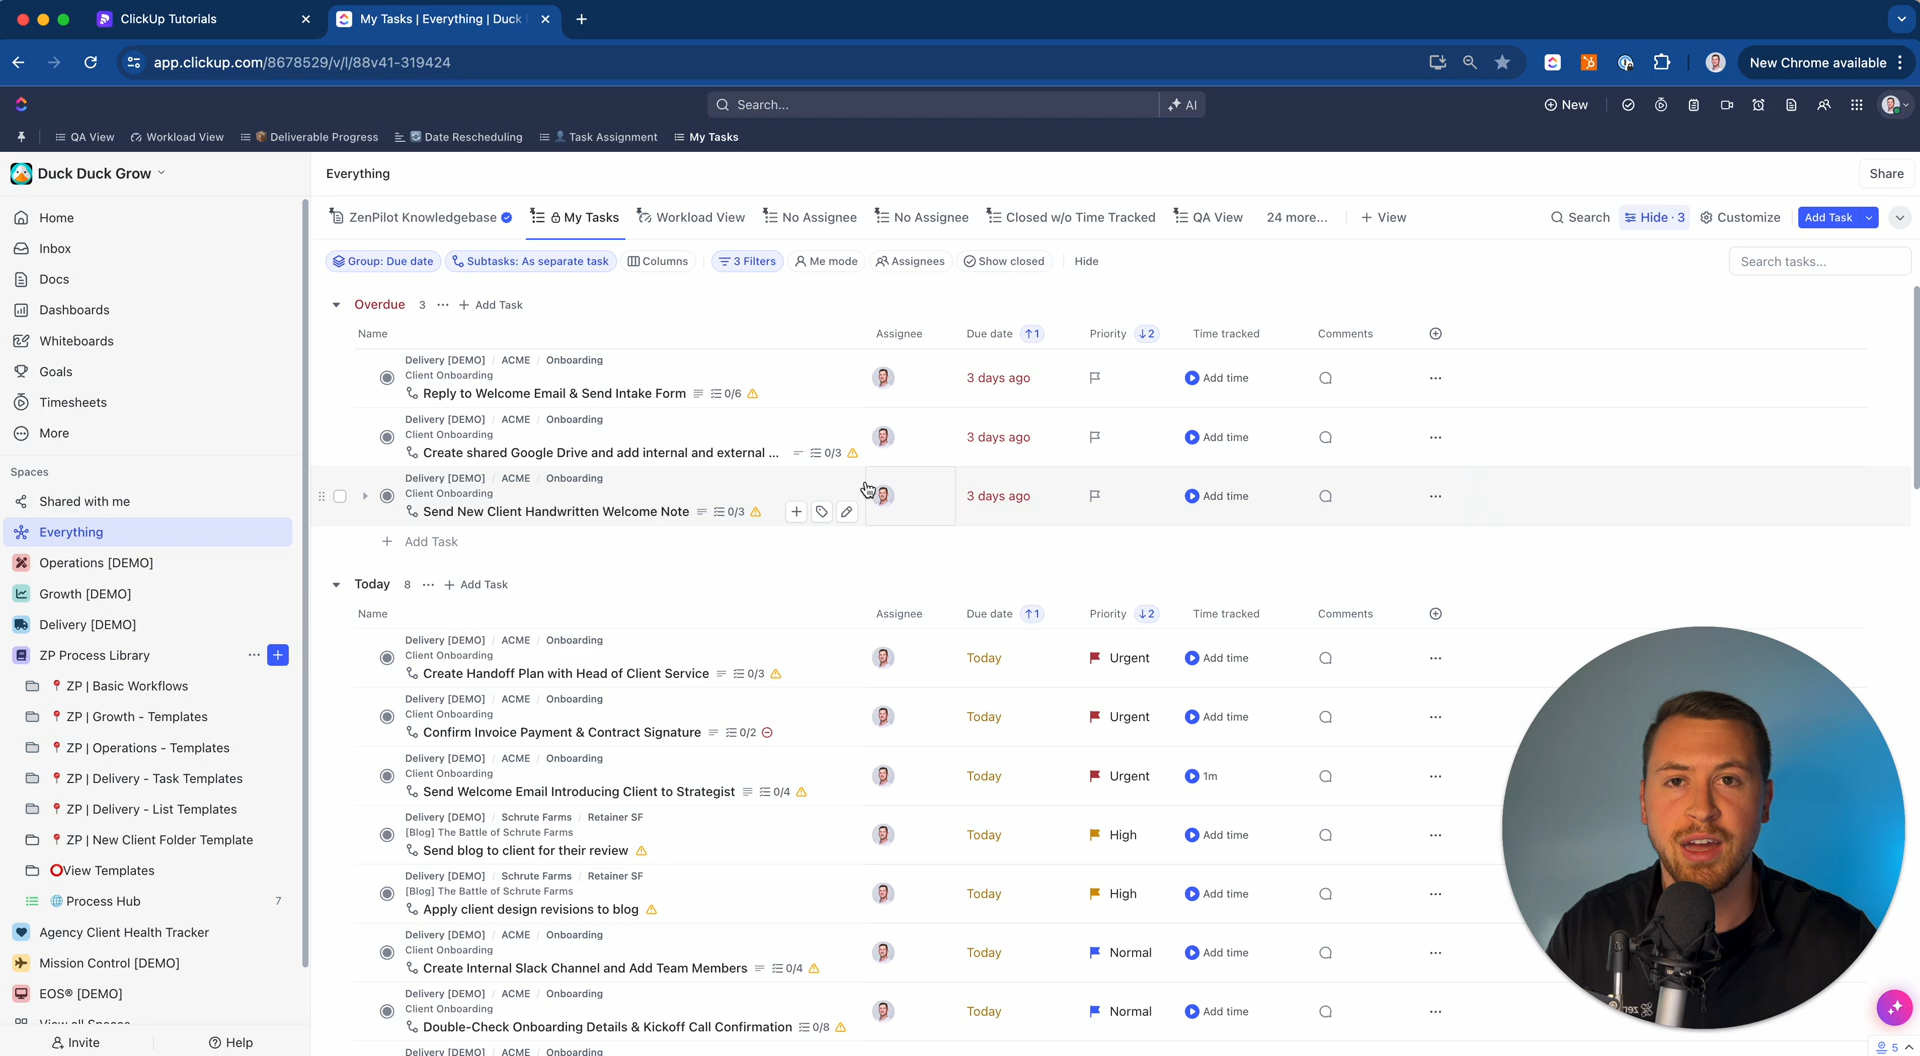 ClickUp Tutorials
My Tasks | Everything | Duck
app.clickup.com/8678529/v/l/88v41-319424
New Chrome available
Search...
AI
New
QA View
Workload View
Deliverable Progress
Date Rescheduling
Task Assignment
My Tasks
Duck Duck Grow
Everything
Share
Home
Inbox
Docs
Dashboards
Whiteboards
Goals
Timesheets
More
Spaces
Shared with me
Everything
Operations [DEMO]
Growth [DEMO]
Delivery [DEMO]
ZP Process Library
ZP | Basic Workflows
ZP | Growth - Templates
ZP | Operations - Templates
ZP | Delivery - Task Templates
ZP | Delivery - List Templates
ZP | New Client Folder Template
View Templates
Process Hub 7
Agency Client Health Tracker
Mission Control [DEMO]
EOS® [DEMO]
View all Spaces
Invite
Help
ZenPilot Knowledgebase
My Tasks
Workload View
No Assignee
No Assignee
Closed w/o Time Tracked
QA View
24 more...
+ View
Search
Hide · 3
Customize
Add Task
Group: Due date
Subtasks: As separate task
Columns
3 Filters
Me mode
Assignees
Show closed
Hide
Search tasks...
Overdue 3 ... + Add Task
Name Assignee Due date ↑1 Priority ↓2 Time tracked Comments
Delivery [DEMO] / ACME / Onboarding
Client Onboarding
Reply to Welcome Email & Send Intake Form 0/6
3 days ago Add time
Delivery [DEMO] / ACME / Onboarding
Client Onboarding
Create shared Google Drive and add internal and external ... 0/3
3 days ago Add time
Delivery [DEMO] / ACME / Onboarding
Client Onboarding
Send New Client Handwritten Welcome Note 0/3
3 days ago Add time
+ Add Task
Today 8 ... + Add Task
Name Assignee Due date ↑1 Priority ↓2 Time tracked Comments
Delivery [DEMO] / ACME / Onboarding
Client Onboarding
Create Handoff Plan with Head of Client Service 0/3
Today Urgent Add time
Delivery [DEMO] / ACME / Onboarding
Client Onboarding
Confirm Invoice Payment & Contract Signature 0/2
Today Urgent Add time
Delivery [DEMO] / ACME / Onboarding
Client Onboarding
Send Welcome Email Introducing Client to Strategist 0/4
Today Urgent 1m
Delivery [DEMO] / Schrute Farms / Retainer SF
[Blog] The Battle of Schrute Farms
Send blog to client for their review
Today High Add time
Delivery [DEMO] / Schrute Farms / Retainer SF
[Blog] The Battle of Schrute Farms
Apply client design revisions to blog
Today High Add time
Delivery [DEMO] / ACME / Onboarding
Client Onboarding
Create Internal Slack Channel and Add Team Members 0/4
Today Normal Add time
Delivery [DEMO] / ACME / Onboarding
Client Onboarding
Double-Check Onboarding Details & Kickoff Call Confirmation 0/8
Today Normal Add time
Delivery [DEMO] / ACME / Onboarding
5